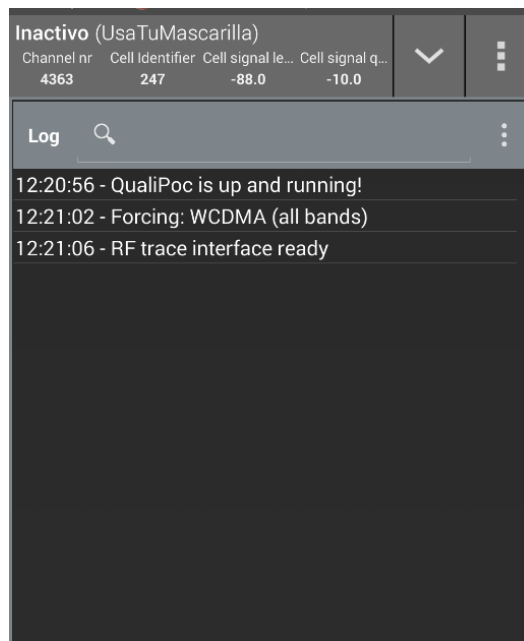 Inactivo (UsaTuMascarilla)
Channel nr Cell Identifier Cell signal le... Cell signal q...
4363 247 -88.0 -10.0
Log
12:20:56 - QualiPoc is up and running!
12:21:02 - Forcing: WCDMA (all bands)
12:21:06 - RF trace interface ready